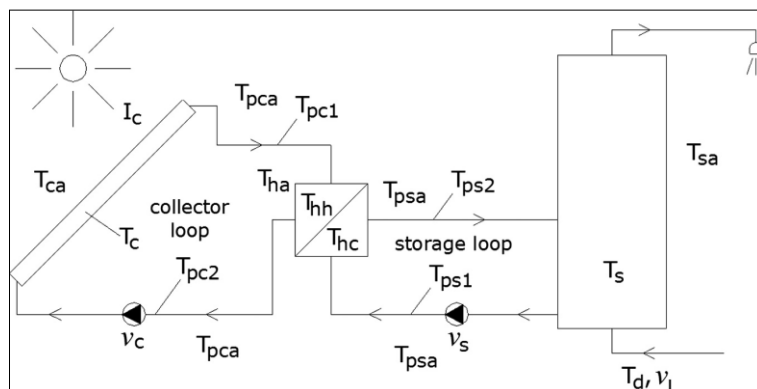 I_c
T_pca
T_pc1
T_ca
T_ha
T_psa
T_ps2
T_sa
T_hh
T_hc
T_c
collector
loop
storage loop
T_s
T_pc2
T_ps1
v_c
T_pca
T_psa
v_s
T_d, v_l